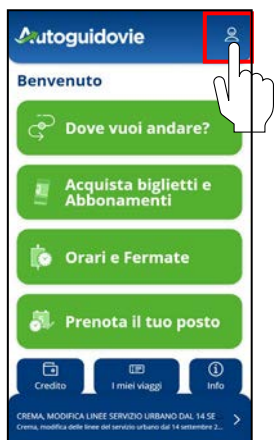 Autoguidovie
Benvenuto
Dove vuoi andare?
Acquista biglietti e
Abbonamenti
Orari e Fermate
Prenota il tuo posto
Credito
I miei viaggi
Info
CREMA, MODIFICA LINEE SERVIZIO URBANO DAL 14 SE
Crema, modifica delle linee del servizio urbano dal 14 settembre 2...